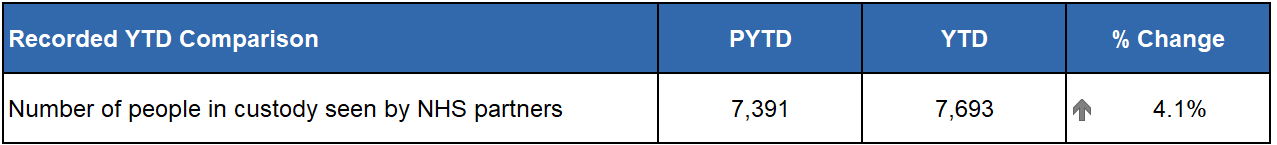 Recorded YTD Comparison PYTD YTD % Change
Number of people in custody seen by NHS partners 7,391 7,693 4.1%